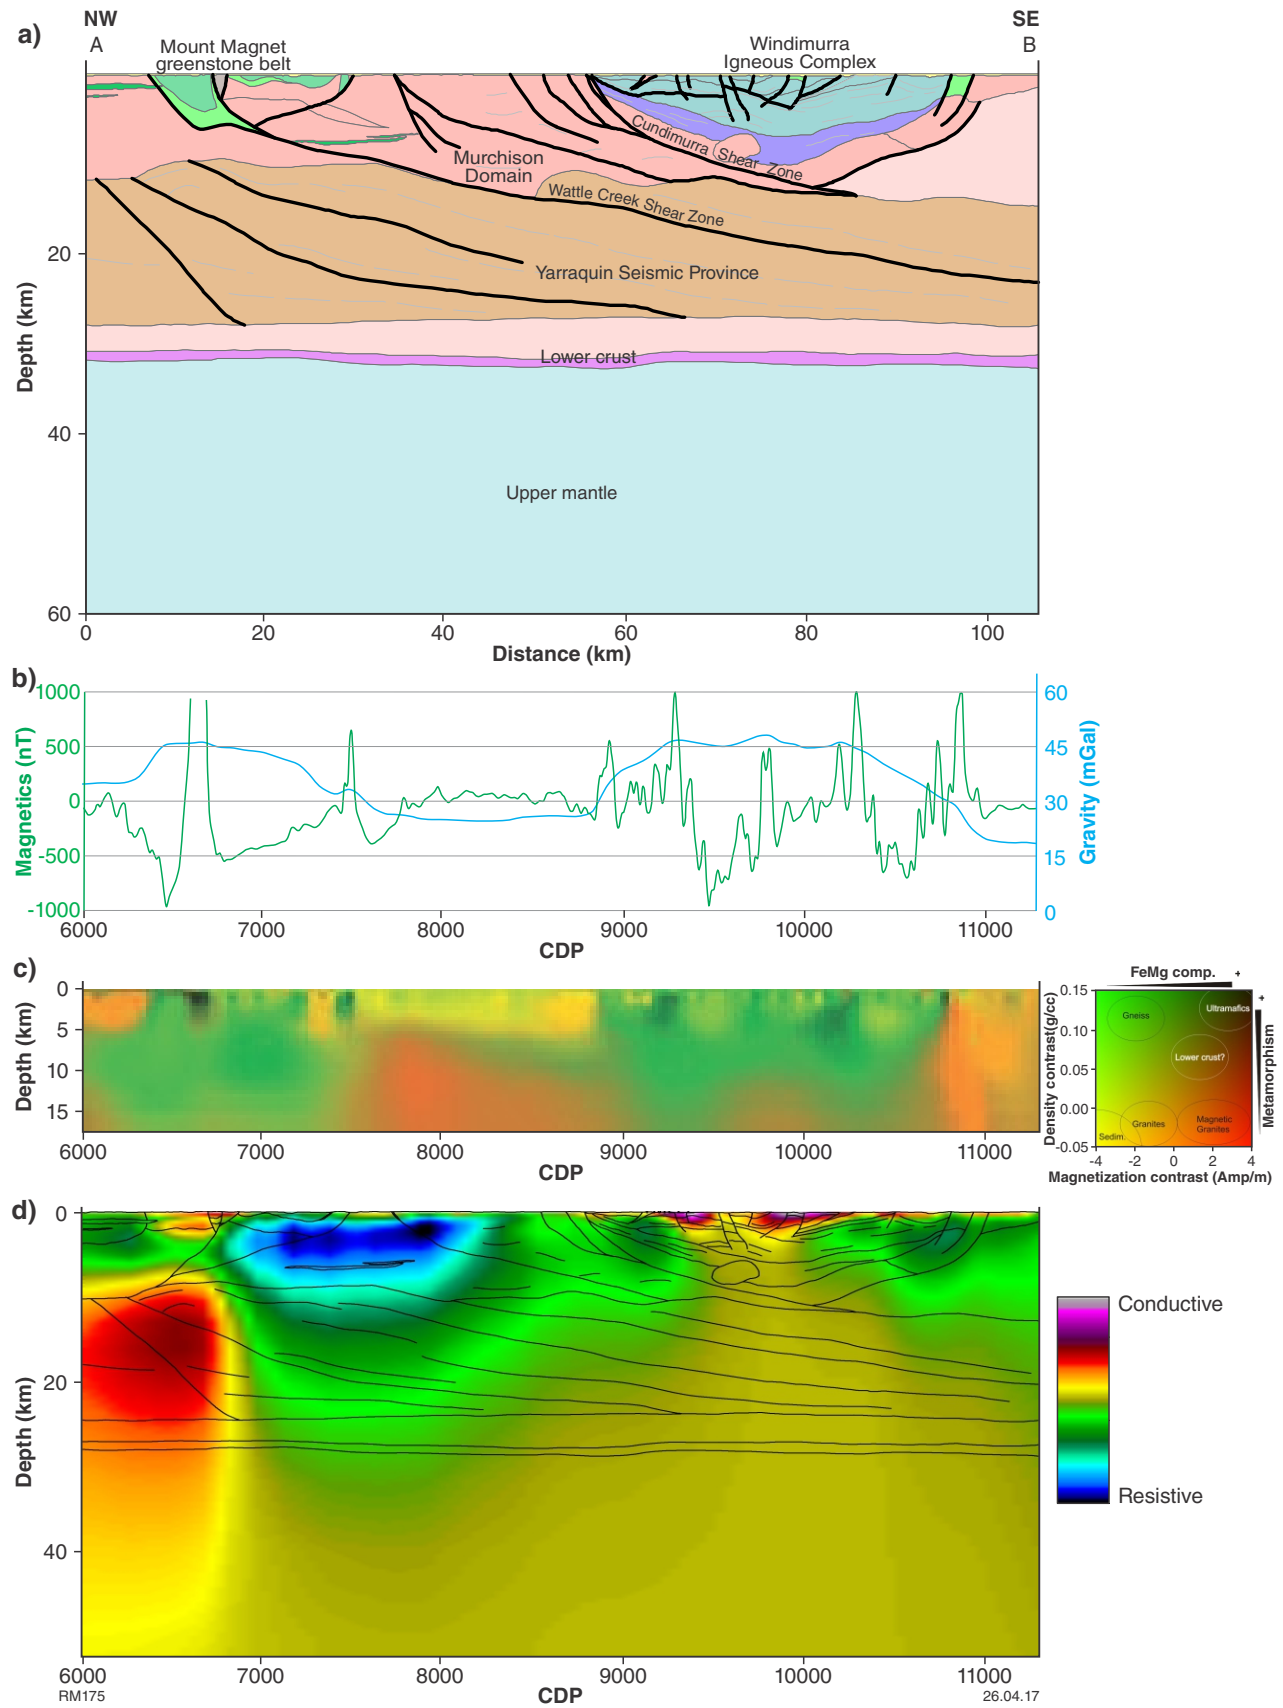 a)
NW
SE
A
B
Mount Magnet
greenstone belt
Windimurra
Igneous Complex
Cundimurra Shear Zone
Murchison
Domain
Wattle Creek Shear Zone
Yarraquin Seismic Province
Lower crust
Upper mantle
Depth (km)
20
40
60
0 20 40 60 80 100
Distance (km)
b)
Magnetics (nT)
1000
500
0
-500
-1000
Gravity (mGal)
60
45
30
15
0
6000 7000 8000 9000 10000 11000
CDP
c)
Depth (km)
0
5
10
15
6000 7000 8000 9000 10000 11000
CDP
FeMg comp. +
Density contrast(g/cc)
0.15
0.10
0.05
0.00
-0.05
Gneiss
Ultramafics
Lower crust?
Granites
Magnetic
Granites
Sedim.
+
Metamorphism
-4 -2 0 2 4
Magnetization contrast (Amp/m)
d)
Depth (km)
0
20
40
Conductive
Resistive
6000 7000 8000 9000 10000 11000
CDP
RM175
26.04.17